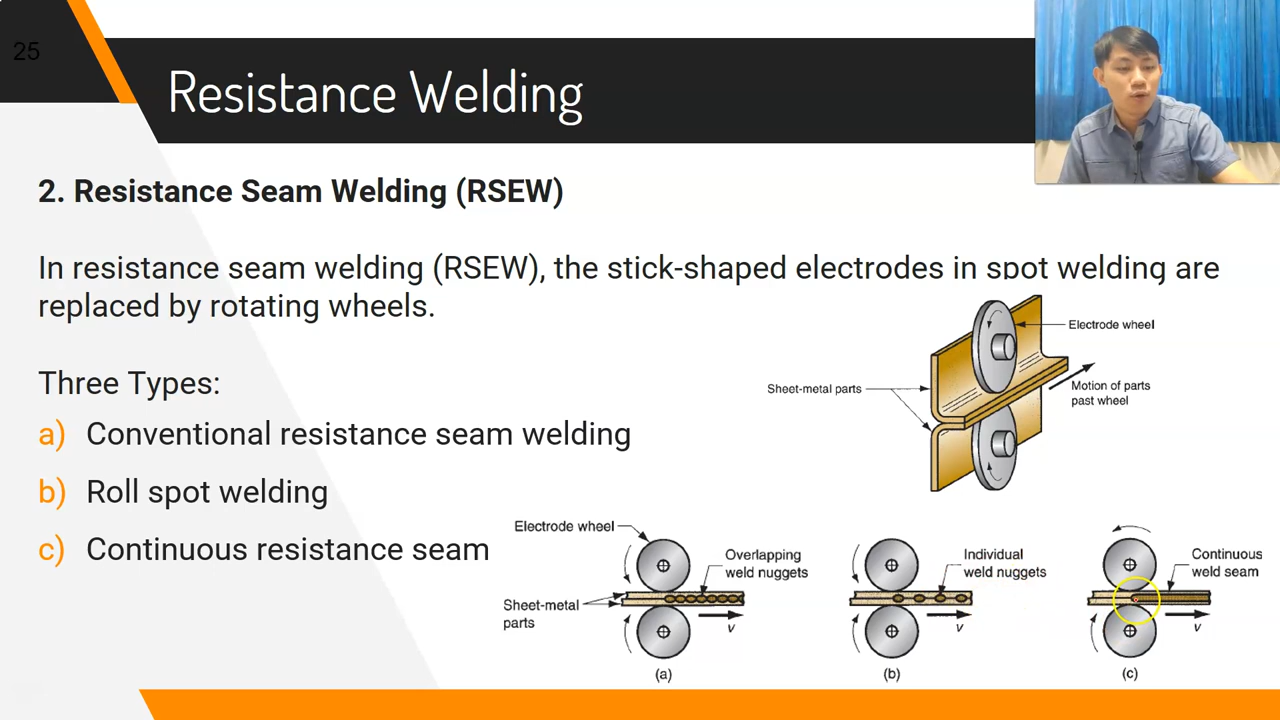 25
Resistance Welding
2. Resistance Seam Welding (RSEW)
In resistance seam welding (RSEW), the stick-shaped electrodes in spot welding are
replaced by rotating wheels.
Three Types:
a) Conventional resistance seam welding
b) Roll spot welding
c) Continuous resistance seam
Electrode wheel
Sheet-metal parts
Motion of parts
past wheel
Electrode wheel
Overlapping
weld nuggets
Sheet-metal
parts
v
(a)
Individual
weld nuggets
v
(b)
Continuous
weld seam
v
(c)